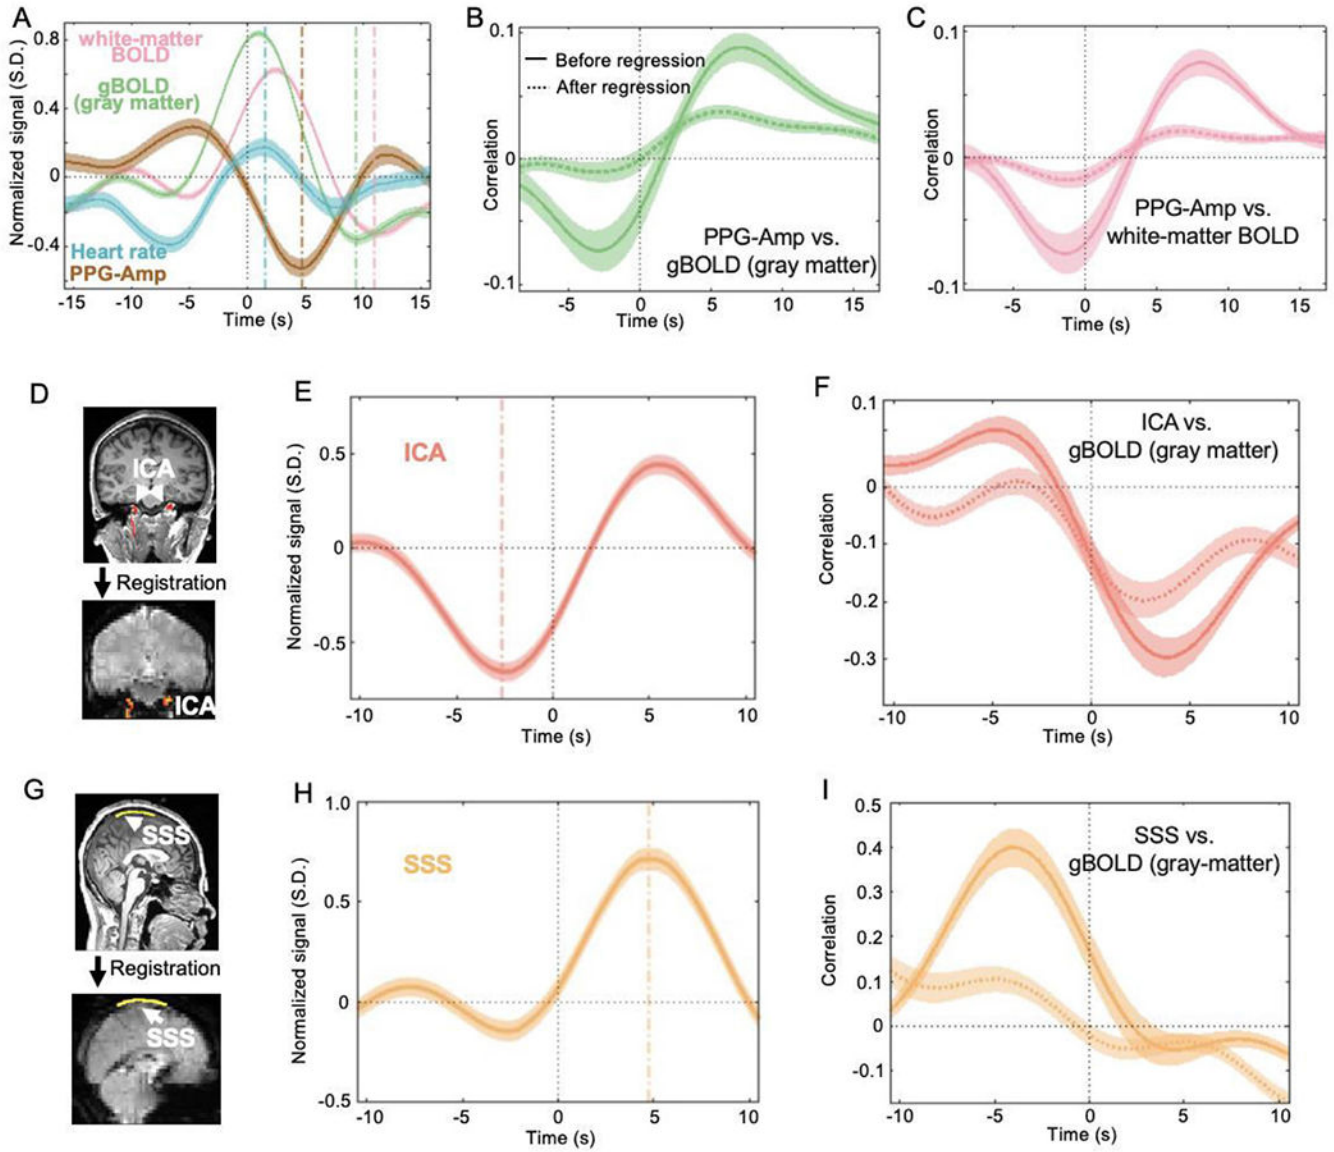 A
Normalized signal (S.D.)
0.8
0.4
0
-0.4
white-matter
BOLD
gBOLD
(gray matter)
Heart rate
PPG-Amp
-15
-10
-5
0
5
10
15
Time (s)
B
Correlation
0.1
0
-0.1
Before regression
After regression
PPG-Amp vs.
gBOLD (gray matter)
-5
0
5
10
15
Time (s)
C
Correlation
0.1
0
-0.1
PPG-Amp vs.
white-matter BOLD
-5
0
5
10
15
Time (s)
D
ICA
Registration
ICA
E
Normalized signal (S.D.)
0.5
0
-0.5
ICA
-10
-5
0
5
10
Time (s)
F
Correlation
0.1
0
-0.1
-0.2
-0.3
ICA vs.
gBOLD (gray matter)
-10
-5
0
5
10
Time (s)
G
SSS
Registration
SSS
H
Normalized signal (S.D.)
1.0
0.5
0
-0.5
SSS
-10
-5
0
5
10
Time (s)
I
Correlation
0.5
0.4
0.3
0.2
0.1
0
-0.1
SSS vs.
gBOLD (gray-matter)
-10
-5
0
5
10
Time (s)